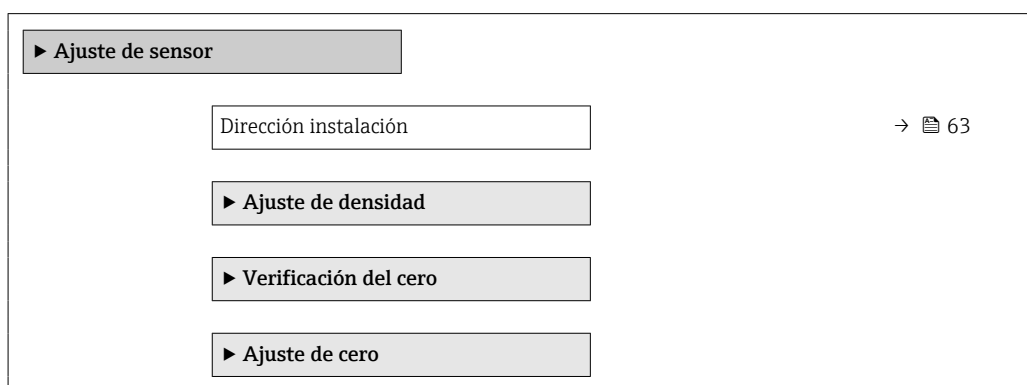 ▶ Ajuste de sensor
Dirección instalación → 63
▶ Ajuste de densidad
▶ Verificación del cero
▶ Ajuste de cero